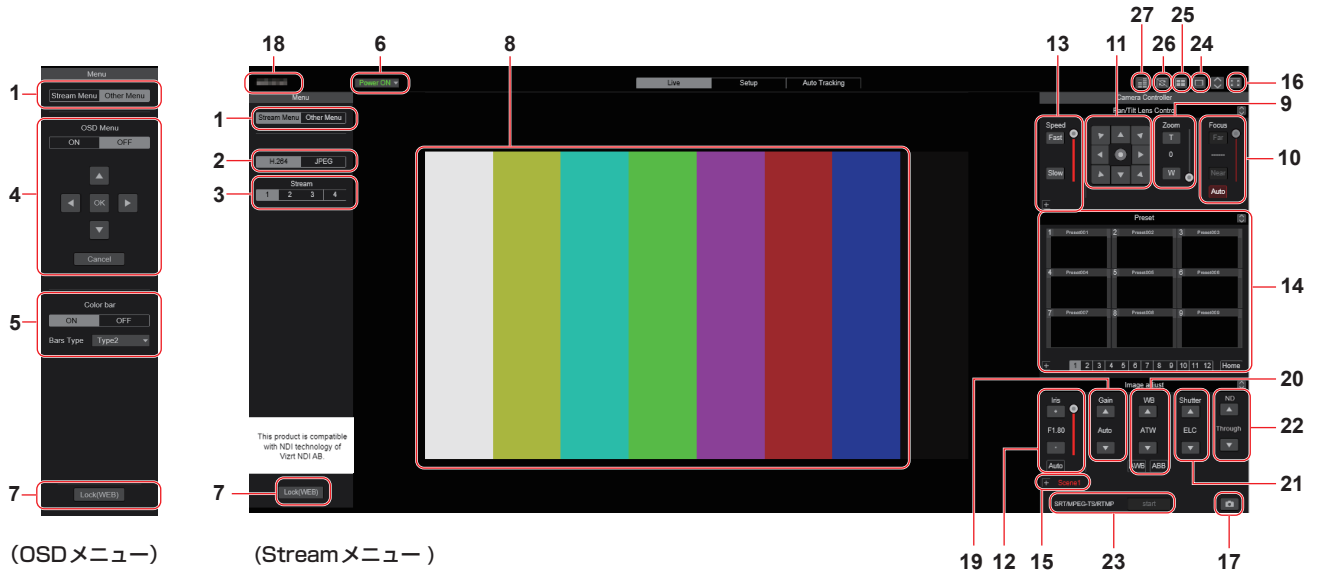 27 25
18 6 8 13 11 26 24
16
9
10
14
20
22
21
19 12 15 23 17
1
4
5
7
1
2
3
7
Menu
Stream Menu Other Menu
OSD Menu
ON OFF
OK
Cancel
Color bar
ON OFF
Bars Type Type2
Lock(WEB)
(OSDメニュー)
Power ON
Live Setup Auto Tracking
Menu
Stream Menu Other Menu
H.264 JPEG
Stream
1 2 3 4
This product is compatible
with NDI technology of
Vizrt NDI AB.
Lock(WEB)
(Streamメニュー )
Camera Controller
Pan/Tilt Lens Control
Speed Zoom Focus
Fast T Far
0
Slow W Near
Auto
+
Preset
1 Preset001 2 Preset002 3 Preset003
4 Preset004 5 Preset005 6 Preset006
7 Preset007 8 Preset008 9 Preset009
+ 1 2 3 4 5 6 7 8 9 10 11 12 Home
Image adjust
Iris Gain WB Shutter ND
+
F1.80 Auto ATW ELC Through
-
Auto AWB ABB
+ Scene1
SRT/MPEG-TS/RTMP start